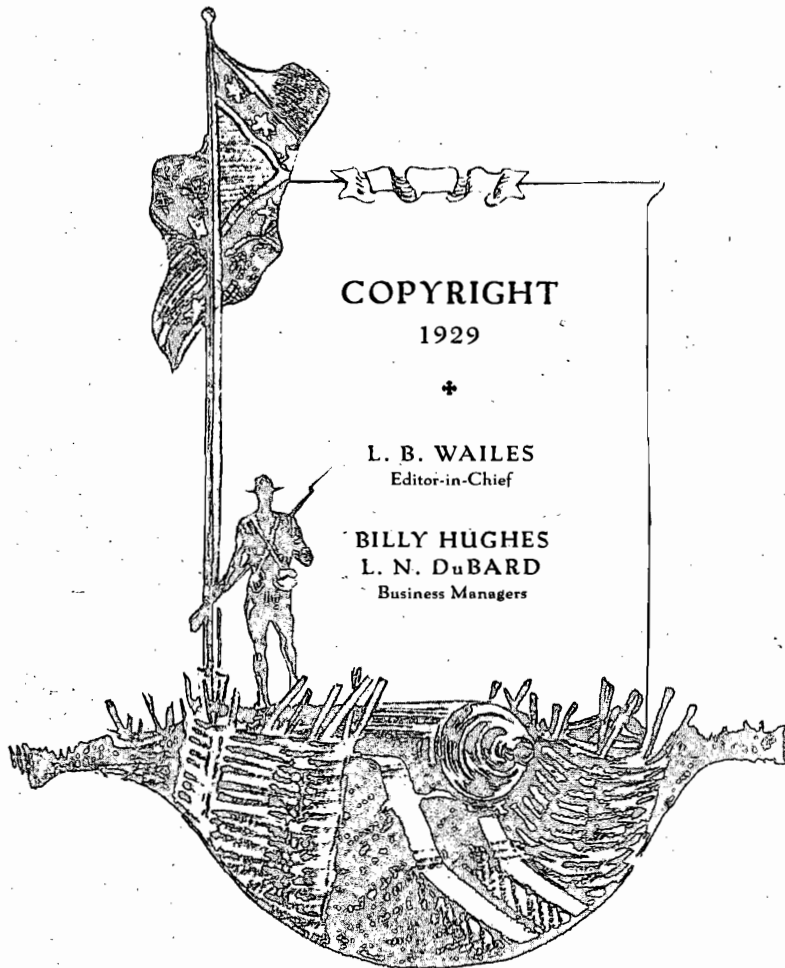 COPYRIGHT
1929
L. B. WAILES
Editor-in-Chief
BILLY HUGHES
L. N. DuBARD
Business Managers